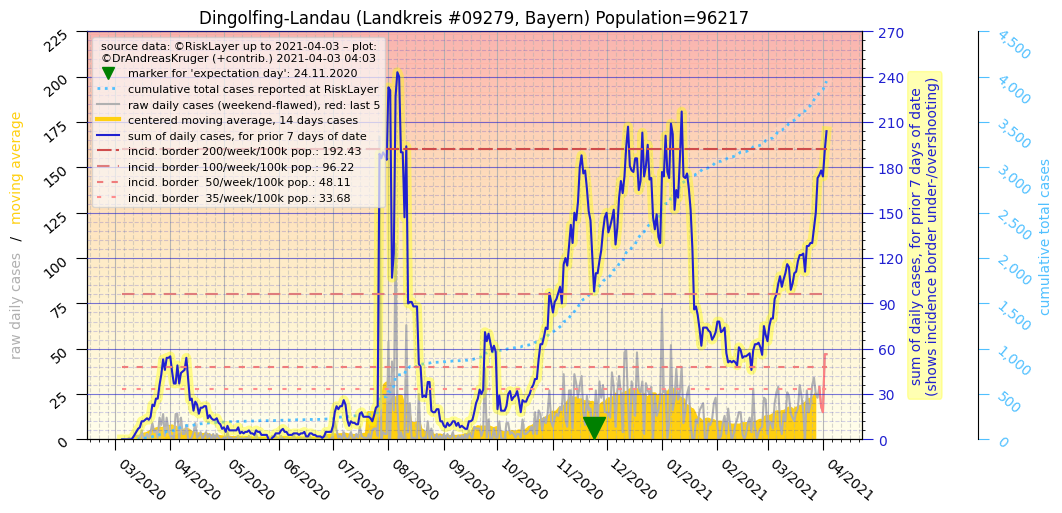 Dingolfing-Landau (Landkreis #09279, Bayern) Population=96217
source data: ©RiskLayer up to 2021-04-03 – plot:
©DrAndreasKruger (+contrib.) 2021-04-03 04:03
marker for 'expectation day': 24.11.2020
cumulative total cases reported at RiskLayer
raw daily cases (weekend-flawed), red: last 5
centered moving average, 14 days cases
sum of daily cases, for prior 7 days of date
incid. border 200/week/100k pop.: 192.43
incid. border 100/week/100k pop.: 96.22
incid. border  50/week/100k pop.: 48.11
incid. border  35/week/100k pop.: 33.68
raw daily cases / moving average
225
200
175
150
125
100
75
50
25
0
03/2020
04/2020
05/2020
06/2020
07/2020
08/2020
09/2020
10/2020
11/2020
12/2020
01/2021
02/2021
03/2021
04/2021
270
240
210
180
150
120
90
60
30
0
sum of daily cases, for prior 7 days of date
(shows incidence border under-/overshooting)
4,500
4,000
3,500
3,000
2,500
2,000
1,500
1,000
500
0
cumulative total cases